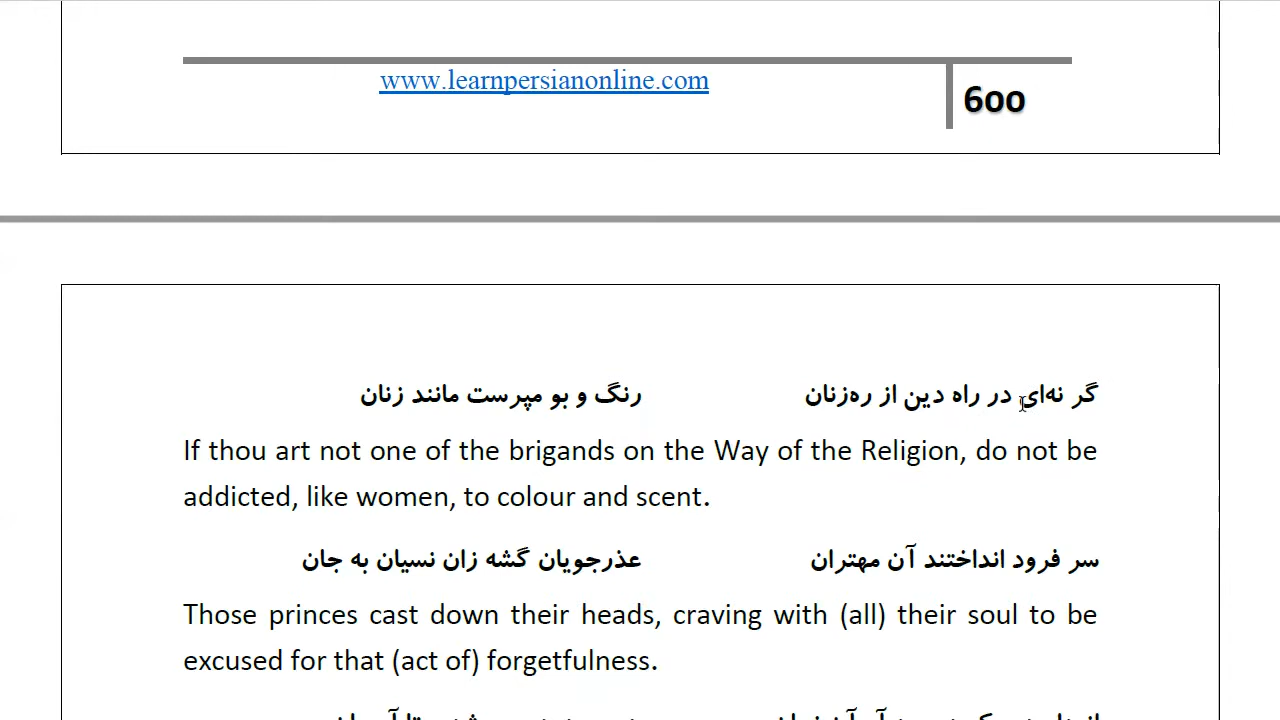 www.learnpersianonline.com
600
گر نه‌ای در راه دین از ره‌زنان رنگ و بو مپرست مانند زنان
If thou art not one of the brigands on the Way of the Religion, do not be
addicted, like women, to colour and scent.
سر فرود انداختند آن مهتران عذرجویان گشه زان نسیان به جان
Those princes cast down their heads, craving with (all) their soul to be
excused for that (act of) forgetfulness.